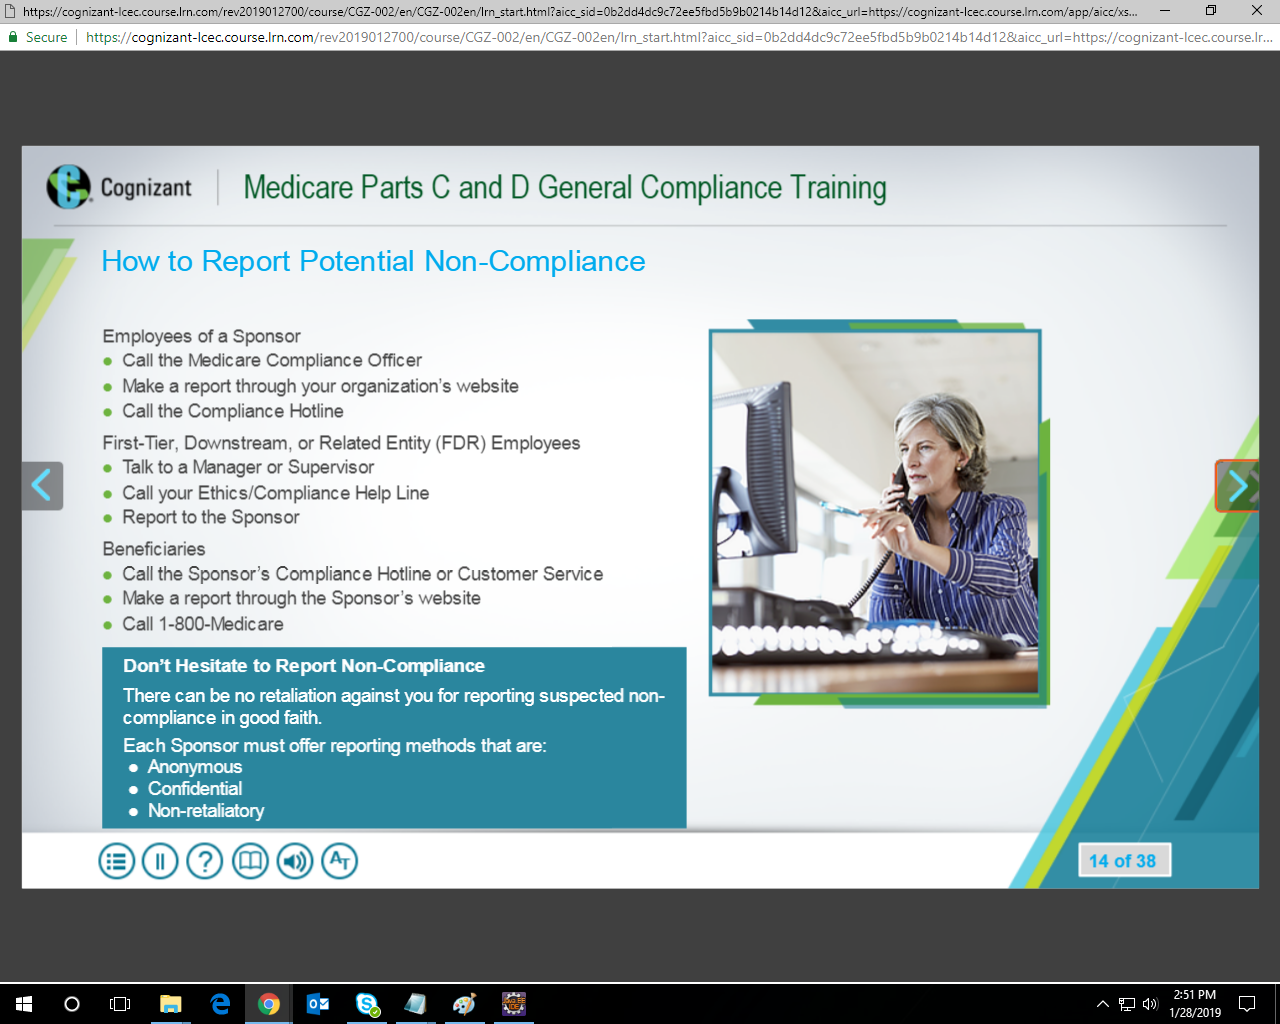 https://cognizant-lcec.course.lrn.com/rev2019012700/course/CGZ-002/en/CGZ-002en/lrn_start.html?aicc_sid=0b2dd4dc9c72ee5fbd5b9b0214b14d12&aicc_url=https://cognizant-lcec.course.lrn.com/app/aicc/xs...
Secure https://cognizant-lcec.course.lrn.com/rev2019012700/course/CGZ-002/en/CGZ-002en/lrn_start.html?aicc_sid=0b2dd4dc9c72ee5fbd5b9b0214b14d12&aicc_url=https://cognizant-lcec.course.lr...
Cognizant
Medicare Parts C and D General Compliance Training
How to Report Potential Non-Compliance
Employees of a Sponsor
● Call the Medicare Compliance Officer
● Make a report through your organization's website
● Call the Compliance Hotline
First-Tier, Downstream, or Related Entity (FDR) Employees
● Talk to a Manager or Supervisor
● Call your Ethics/Compliance Help Line
● Report to the Sponsor
Beneficiaries
● Call the Sponsor's Compliance Hotline or Customer Service
● Make a report through the Sponsor's website
● Call 1-800-Medicare
Don't Hesitate to Report Non-Compliance
There can be no retaliation against you for reporting suspected non-
compliance in good faith.
Each Sponsor must offer reporting methods that are:
● Anonymous
● Confidential
● Non-retaliatory
14 of 38
2:51 PM
1/28/2019